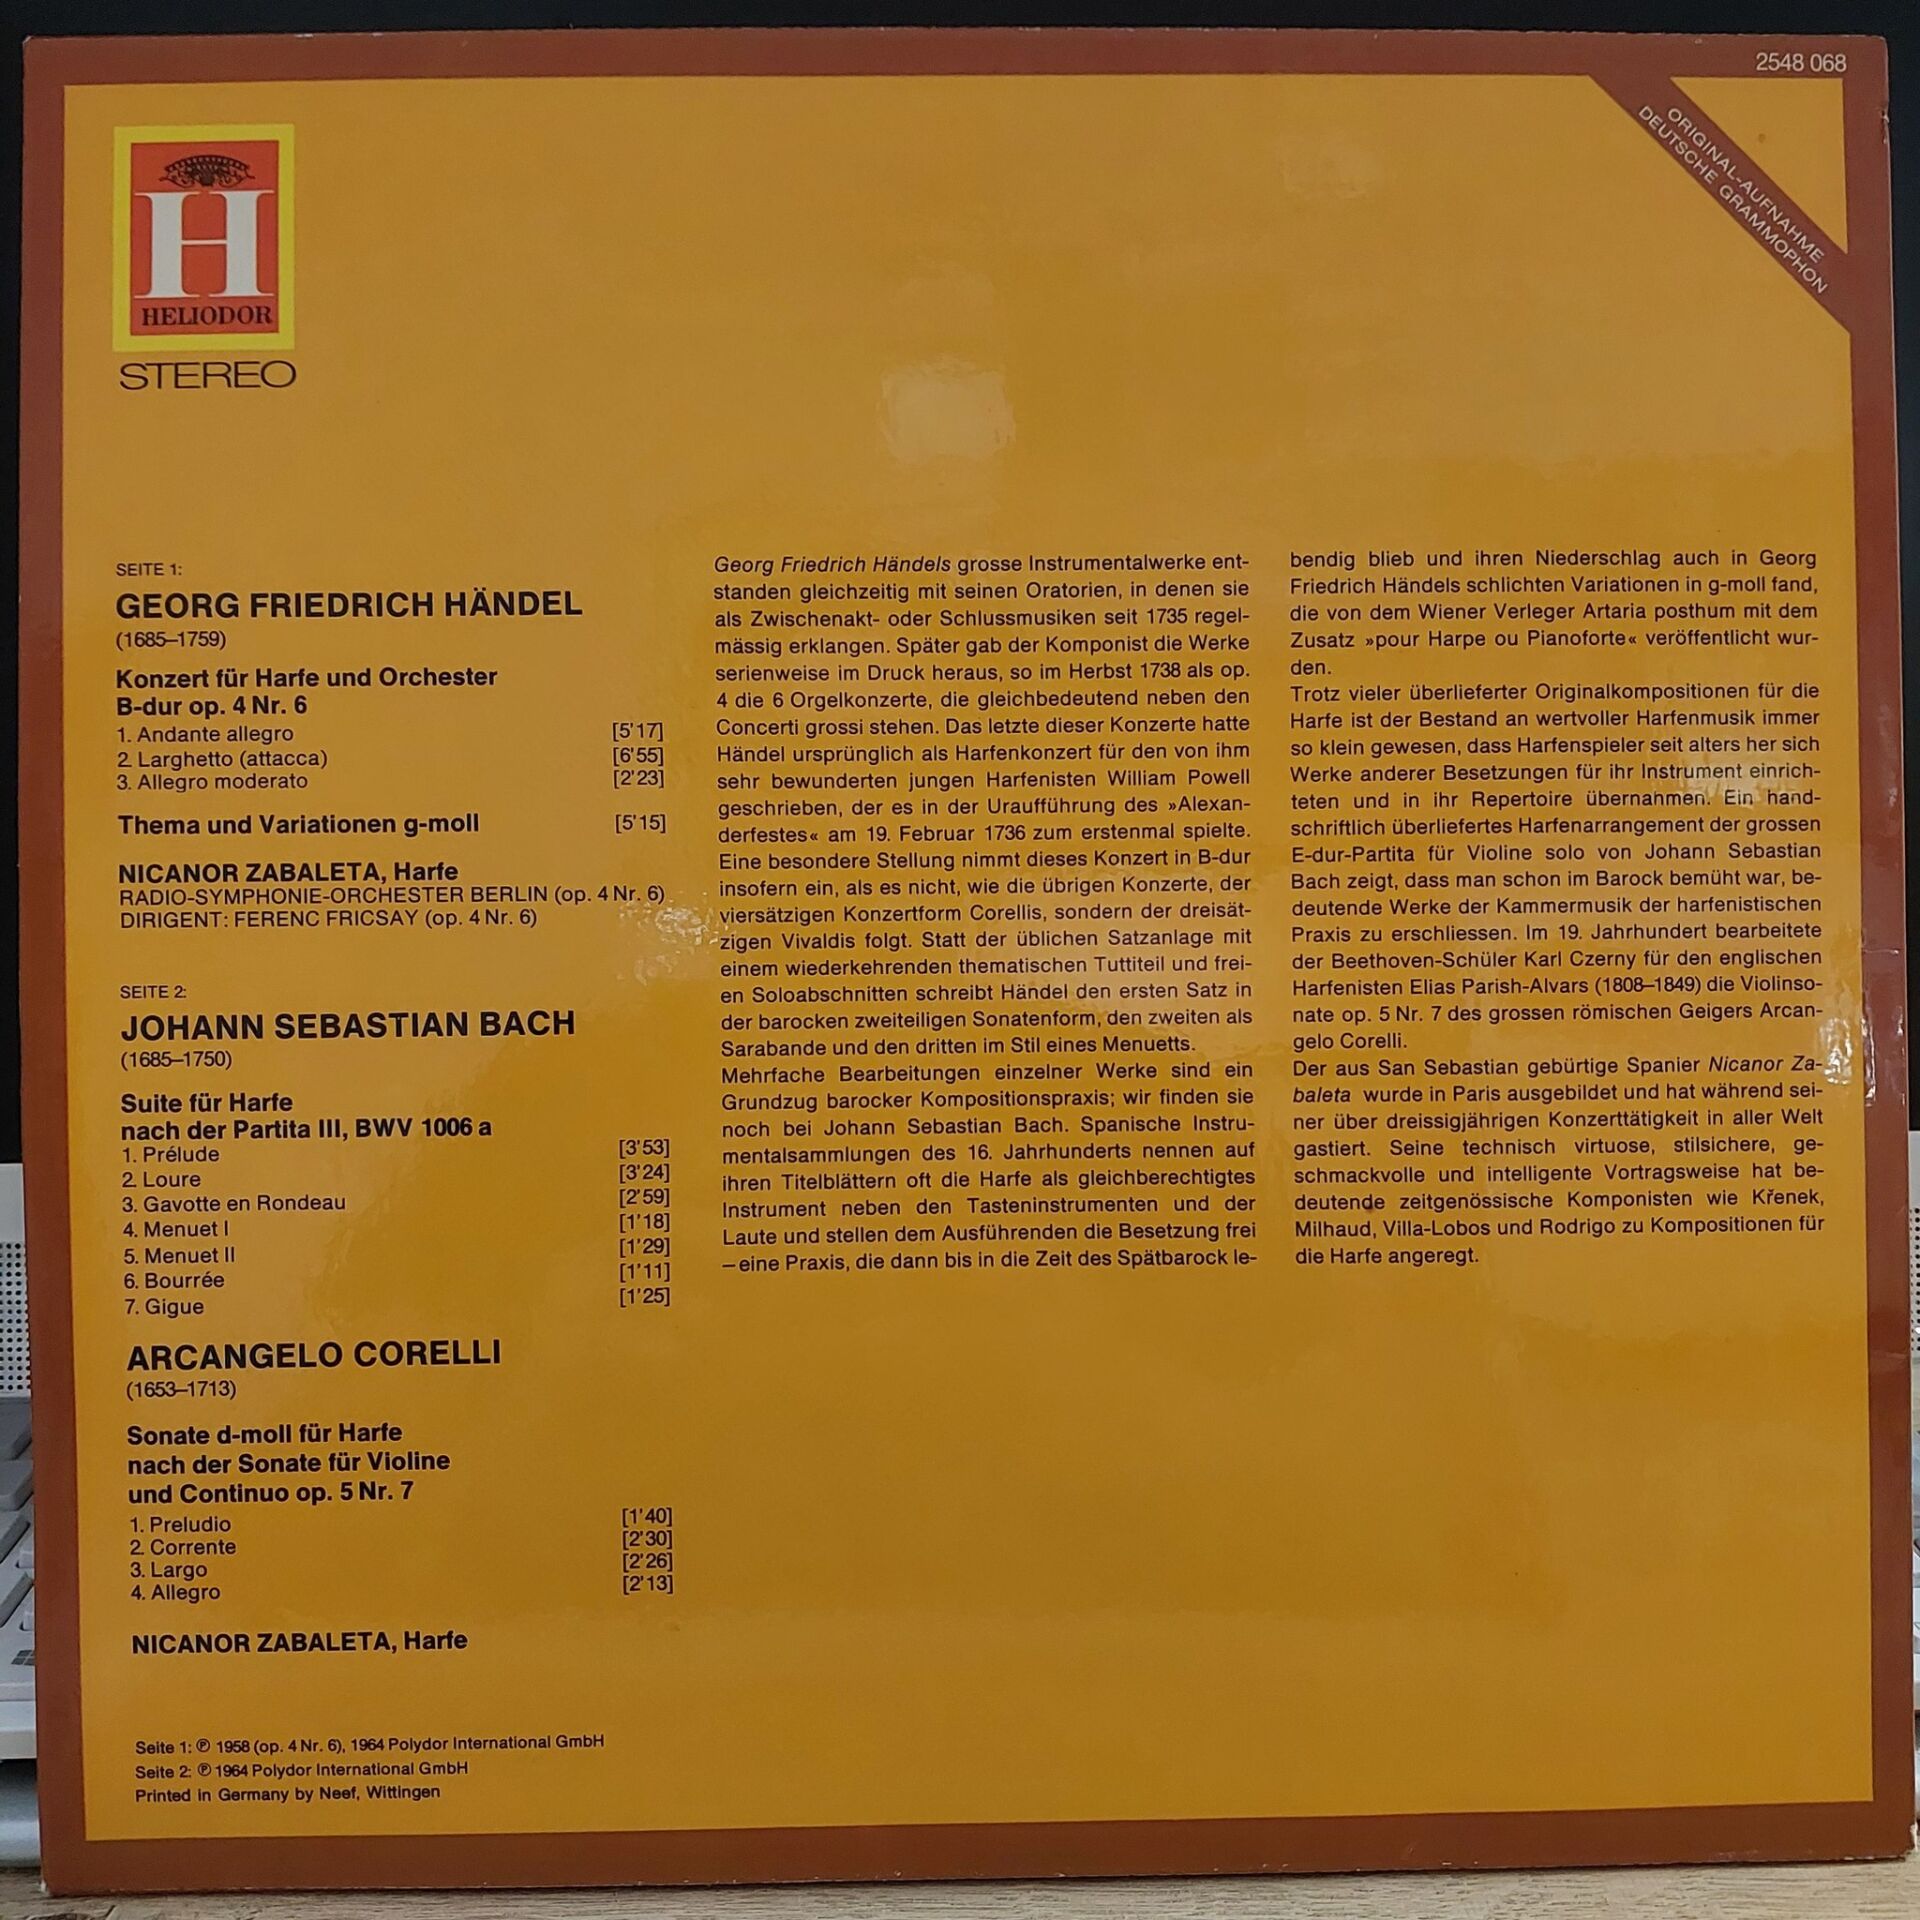 2548 068
ORIGINAL-AUFNAHME
DEUTSCHE GRAMMOPHON
H
HELIODOR
STEREO
SEITE 1:
GEORG FRIEDRICH HÄNDEL
(1685–1759)
Konzert für Harfe und Orchester
B-dur op. 4 Nr. 6
1. Andante allegro [5'17]
2. Larghetto (attacca) [6'55]
3. Allegro moderato [2'23]
Thema und Variationen g-moll [5'15]
NICANOR ZABALETA, Harfe
RADIO-SYMPHONIE-ORCHESTER BERLIN (op. 4 Nr. 6)
DIRIGENT: FERENC FRICSAY (op. 4 Nr. 6)
SEITE 2:
JOHANN SEBASTIAN BACH
(1685–1750)
Suite für Harfe
nach der Partita III, BWV 1006 a
1. Prélude [3'53]
2. Loure [3'24]
3. Gavotte en Rondeau [2'59]
4. Menuet I [1'18]
5. Menuet II [1'29]
6. Bourrée [1'11]
7. Gigue [1'25]
ARCANGELO CORELLI
(1653–1713)
Sonate d-moll für Harfe
nach der Sonate für Violine
und Continuo op. 5 Nr. 7
1. Preludio [1'40]
2. Corrente [2'30]
3. Largo [2'26]
4. Allegro [2'13]
NICANOR ZABALETA, Harfe
Seite 1: ℗ 1958 (op. 4 Nr. 6), 1964 Polydor International GmbH
Seite 2: ℗ 1964 Polydor International GmbH
Printed in Germany by Neef, Wittingen
Georg Friedrich Händels grosse Instrumentalwerke ent-
standen gleichzeitig mit seinen Oratorien, in denen sie
als Zwischenakt- oder Schlussmusiken seit 1735 regel-
mässig erklangen. Später gab der Komponist die Werke
serienweise im Druck heraus, so im Herbst 1738 als op.
4 die 6 Orgelkonzerte, die gleichbedeutend neben den
Concerti grossi stehen. Das letzte dieser Konzerte hatte
Händel ursprünglich als Harfenkonzert für den von ihm
sehr bewunderten jungen Harfenisten William Powell
geschrieben, der es in der Uraufführung des »Alexan-
derfestes« am 19. Februar 1736 zum erstenmal spielte.
Eine besondere Stellung nimmt dieses Konzert in B-dur
insofern ein, als es nicht, wie die übrigen Konzerte, der
viersätzigen Konzertform Corellis, sondern der dreisät-
zigen Vivaldis folgt. Statt der üblichen Satzanlage mit
einem wiederkehrenden thematischen Tuttiteil und frei-
en Soloabschnitten schreibt Händel den ersten Satz in
der barocken zweiteiligen Sonatenform, den zweiten als
Sarabande und den dritten im Stil eines Menuetts.
Mehrfache Bearbeitungen einzelner Werke sind ein
Grundzug barocker Kompositionspraxis; wir finden sie
noch bei Johann Sebastian Bach. Spanische Instru-
mentalsammlungen des 16. Jahrhunderts nennen auf
ihren Titelblättern oft die Harfe als gleichberechtigtes
Instrument neben den Tasteninstrumenten und der
Laute und stellen dem Ausführenden die Besetzung frei
– eine Praxis, die dann bis in die Zeit des Spätbarock le-
bendig blieb und ihren Niederschlag auch in Georg
Friedrich Händels schlichten Variationen in g-moll fand,
die von dem Wiener Verleger Artaria posthum mit dem
Zusatz »pour Harpe ou Pianoforte« veröffentlicht wur-
den.
Trotz vieler überlieferter Originalkompositionen für die
Harfe ist der Bestand an wertvoller Harfenmusik immer
so klein gewesen, dass Harfenspieler seit alters her sich
Werke anderer Besetzungen für ihr Instrument einrich-
teten und in ihr Repertoire übernahmen. Ein hand-
schriftlich überliefertes Harfenarrangement der grossen
E-dur-Partita für Violine solo von Johann Sebastian
Bach zeigt, dass man schon im Barock bemüht war, be-
deutende Werke der Kammermusik der harfenistischen
Praxis zu erschliessen. Im 19. Jahrhundert bearbeitete
der Beethoven-Schüler Karl Czerny für den englischen
Harfenisten Elias Parish-Alvars (1808–1849) die Violinso-
nate op. 5 Nr. 7 des grossen römischen Geigers Arcan-
gelo Corelli.
Der aus San Sebastian gebürtige Spanier Nicanor Za-
baleta wurde in Paris ausgebildet und hat während sei-
ner über dreissigjährigen Konzerttätigkeit in aller Welt
gastiert. Seine technisch virtuose, stilsichere, ge-
schmackvolle und intelligente Vortragsweise hat be-
deutende zeitgenössische Komponisten wie Křenek,
Milhaud, Villa-Lobos und Rodrigo zu Kompositionen für
die Harfe angeregt.